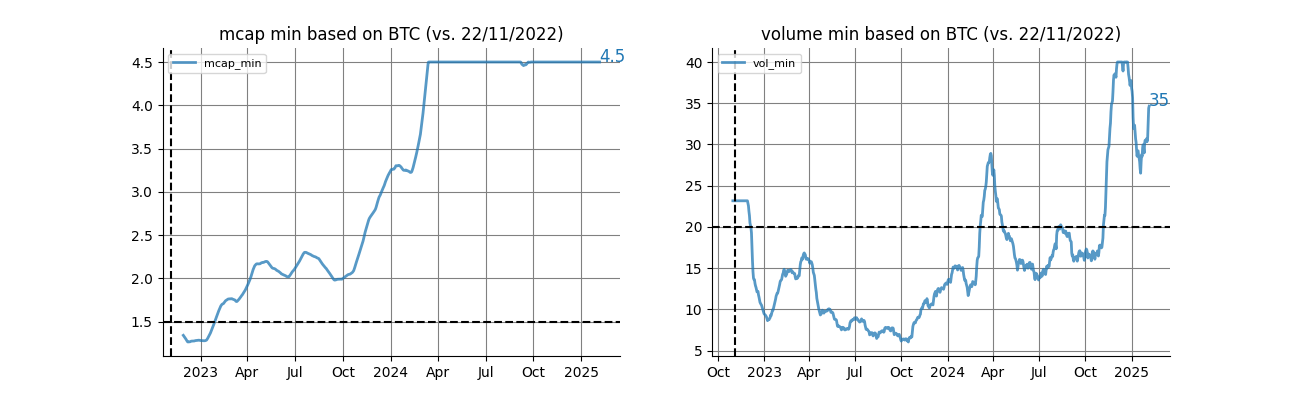 mcap min based on BTC (vs. 22/11/2022)
mcap_min
4.5
4.5
4.0
3.5
3.0
2.5
2.0
1.5
2023 Apr Jul Oct 2024 Apr Jul Oct 2025
volume min based on BTC (vs. 22/11/2022)
vol_min
35
40
35
30
25
20
15
10
5
Oct 2023 Apr Jul Oct 2024 Apr Jul Oct 2025